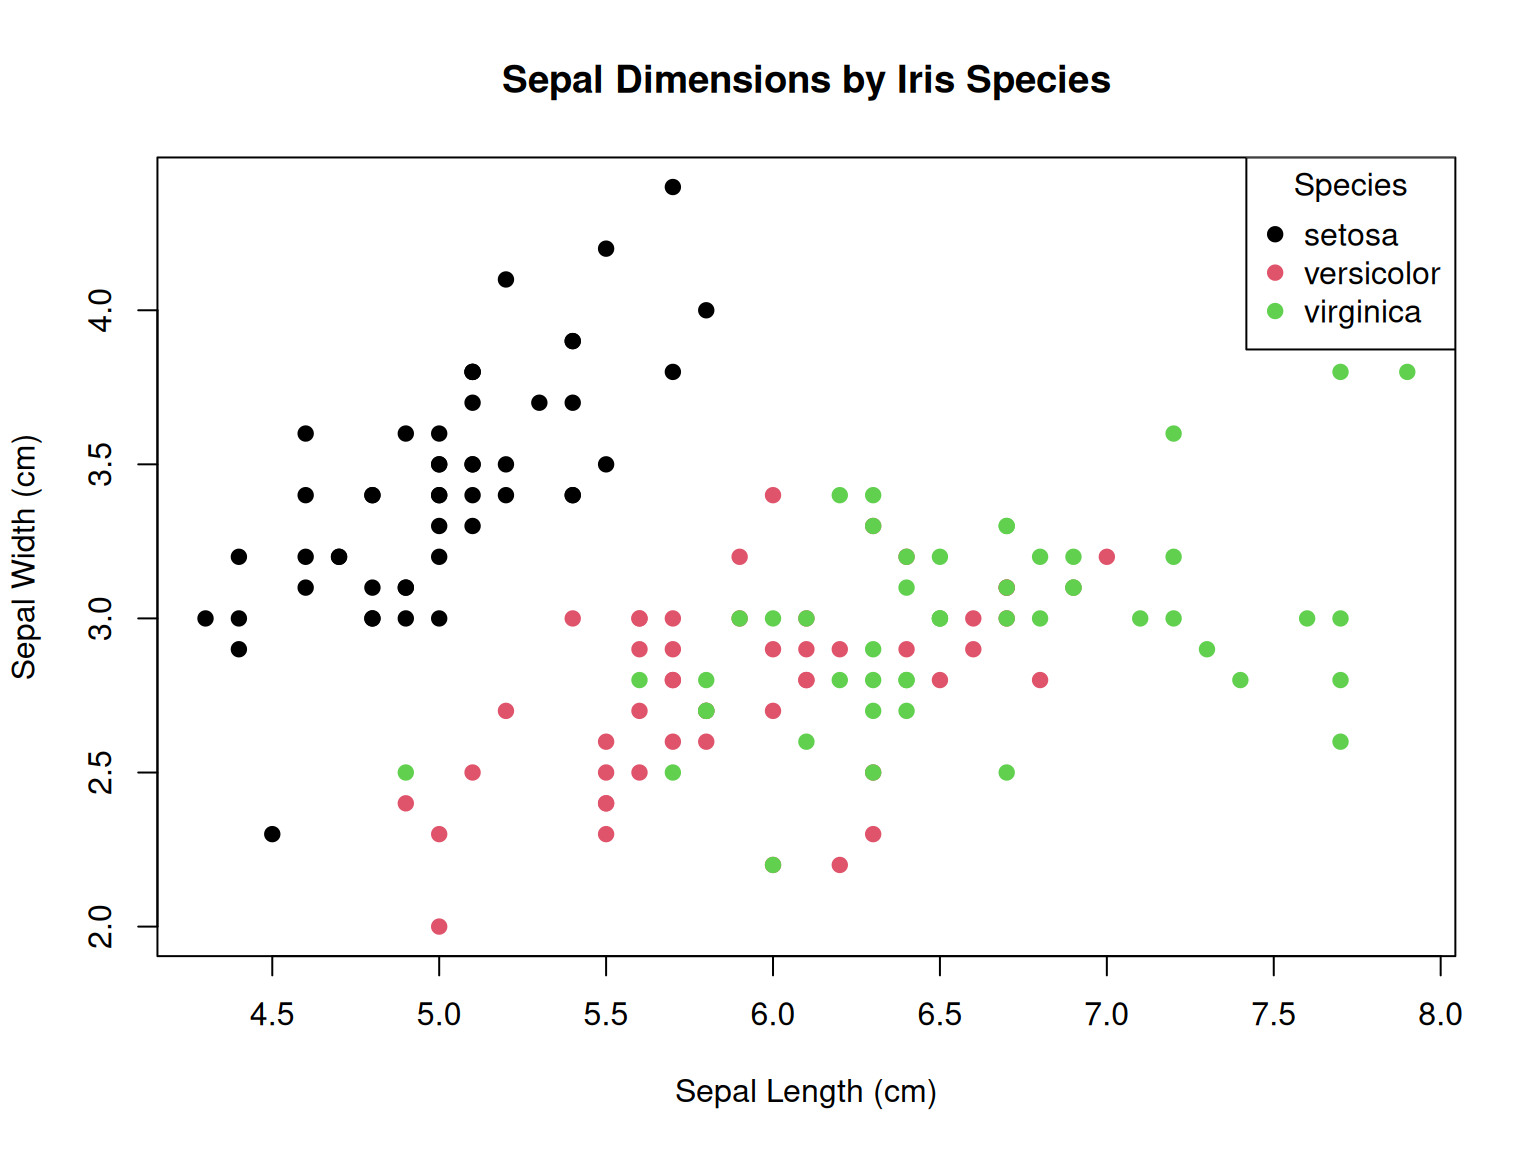 Sepal Dimensions by Iris Species
Species
setosa
versicolor
virginica
Sepal Width (cm)
4.0
3.5
3.0
2.5
2.0
4.5 5.0 5.5 6.0 6.5 7.0 7.5 8.0
Sepal Length (cm)